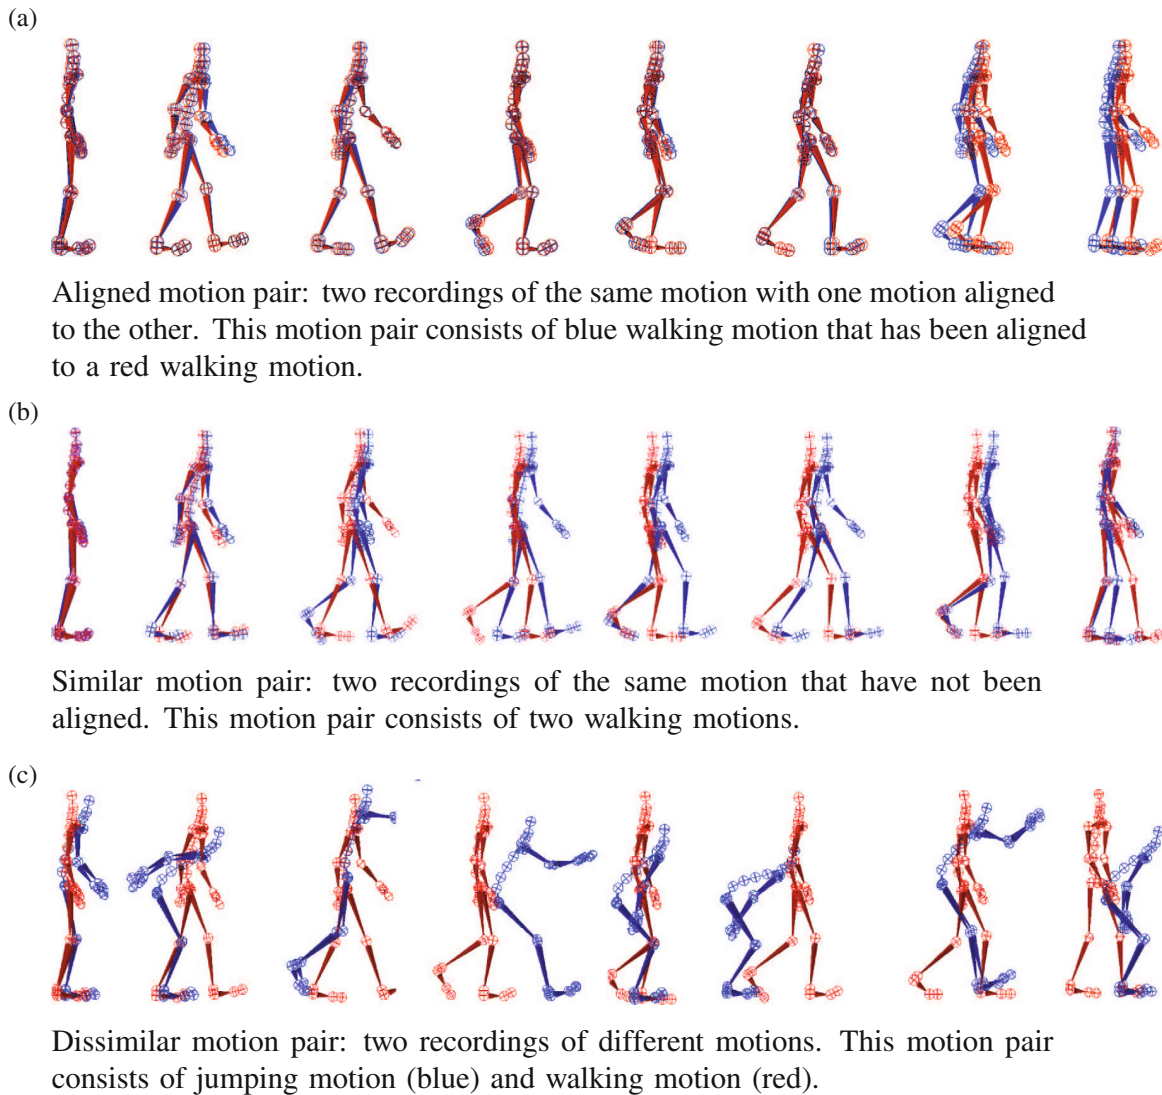 (a)
Aligned motion pair: two recordings of the same motion with one motion aligned
to the other. This motion pair consists of blue walking motion that has been aligned
to a red walking motion.
(b)
Similar motion pair: two recordings of the same motion that have not been
aligned. This motion pair consists of two walking motions.
(c)
Dissimilar motion pair: two recordings of different motions. This motion pair
consists of jumping motion (blue) and walking motion (red).